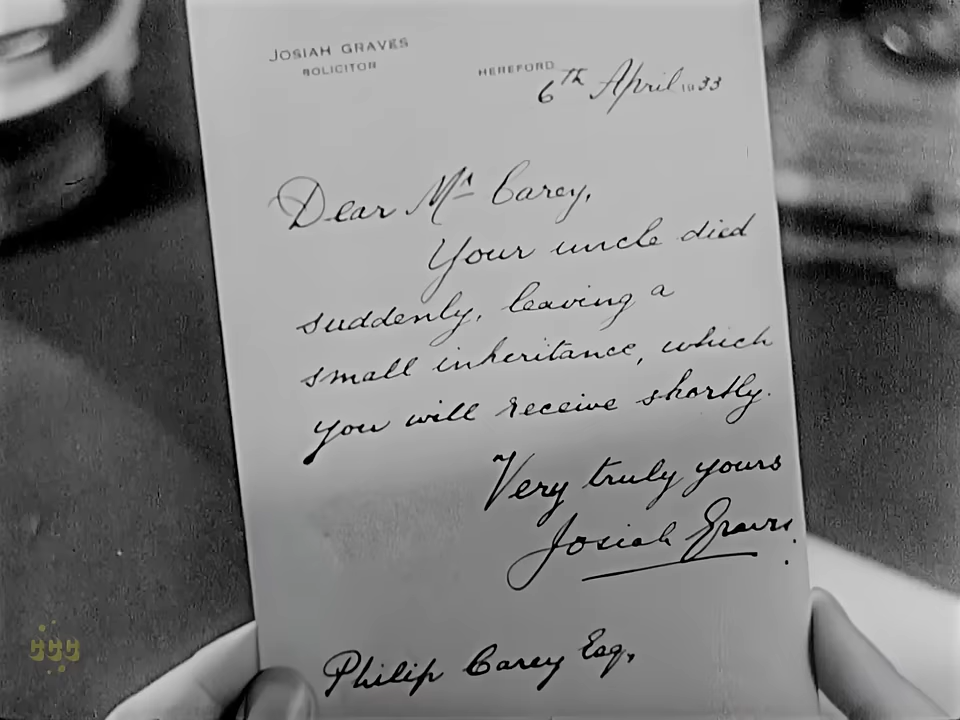 JOSIAH GRAVES
SOLICITOR
HEREFORD
6th April 1933
Dear Mr Carey,
Your uncle died
suddenly, leaving a
small inheritance, which
you will receive shortly.
Very truly yours
Josiah Graves.
Philip Carey Esq,
CCC